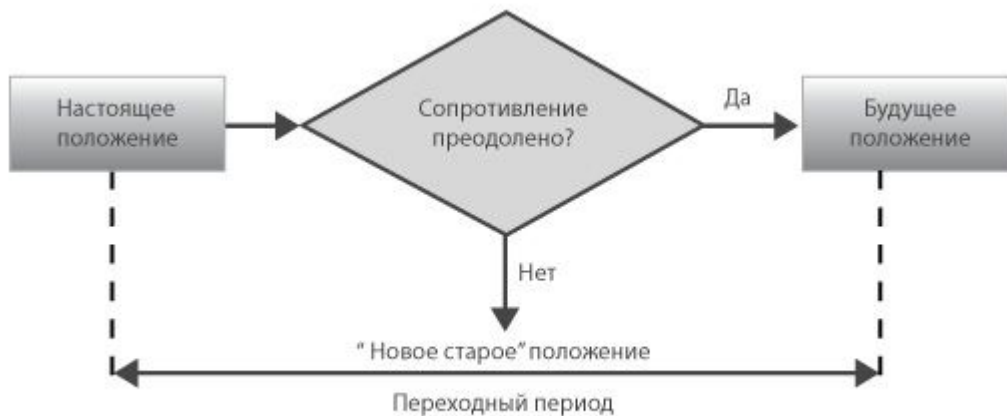 Настоящее
положение
Сопротивление
преодолено?
Да
Будущее
положение
Нет
“ Новое старое” положение
Переходный период